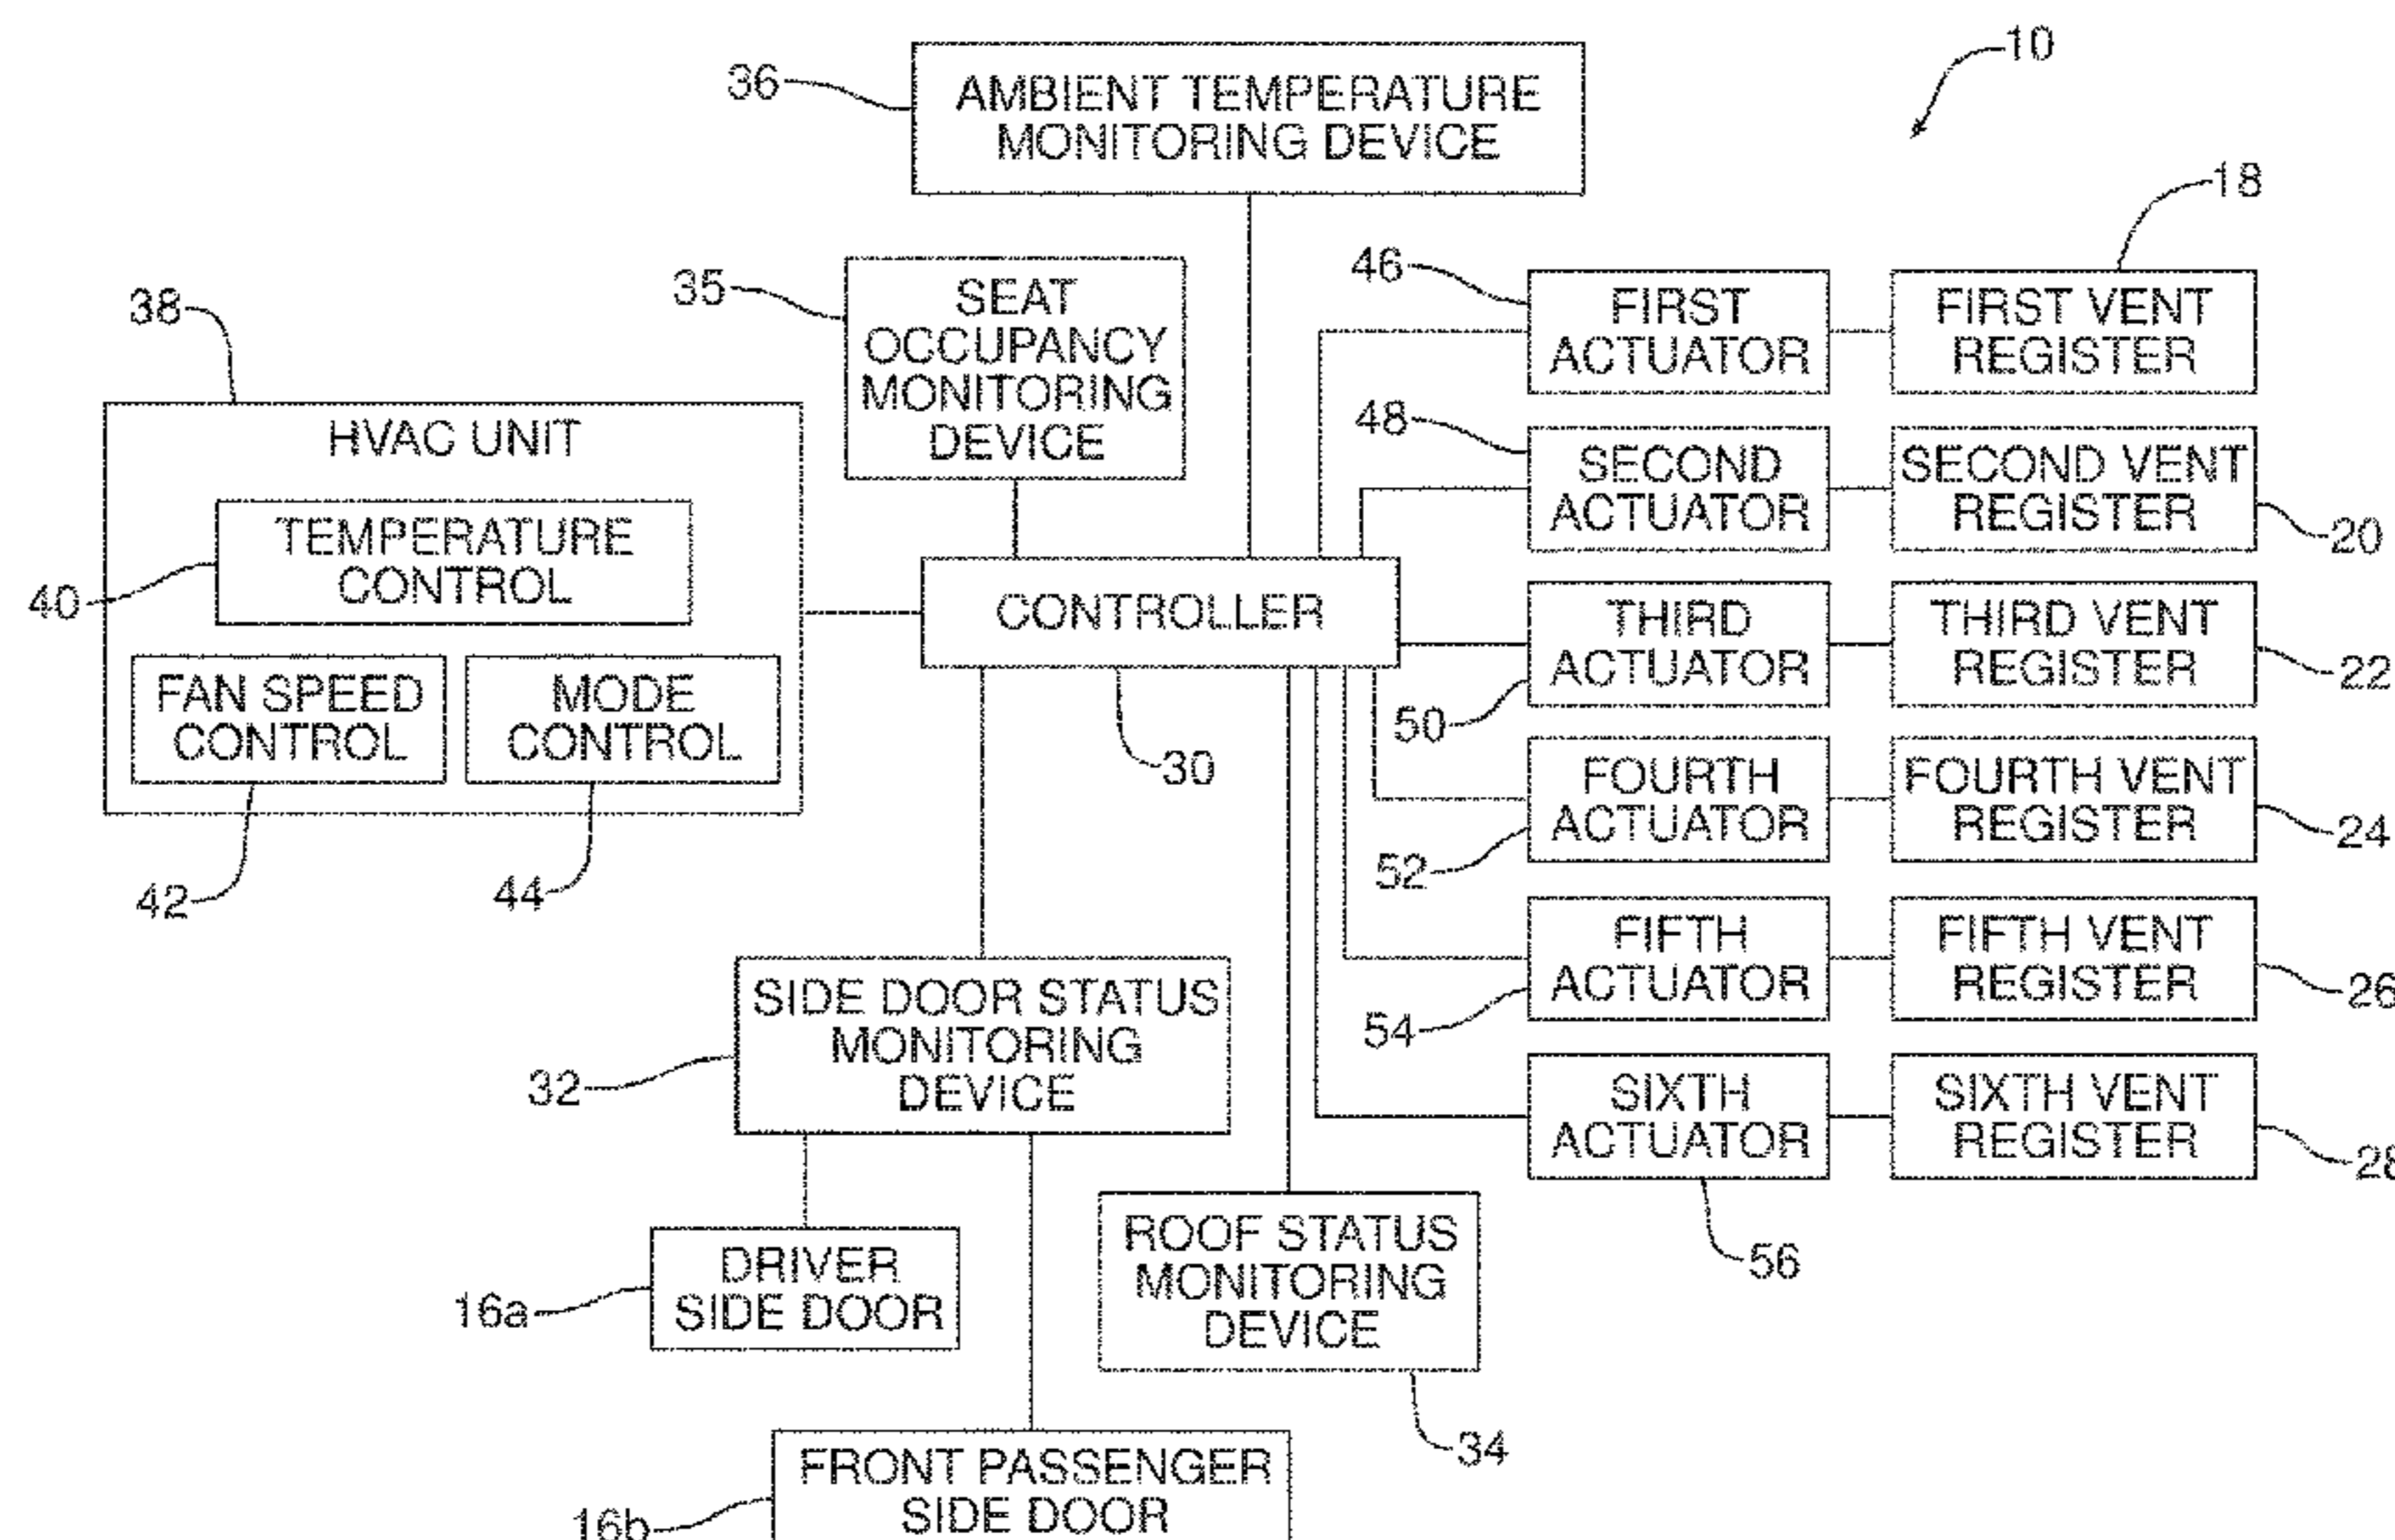 10
36
AMBIENT TEMPERATURE
MONITORING DEVICE
18
35
SEAT
OCCUPANCY
MONITORING
DEVICE
46
FIRST
ACTUATOR
FIRST VENT
REGISTER
38
HVAC UNIT
40
TEMPERATURE
CONTROL
FAN SPEED
CONTROL
42
MODE
CONTROL
44
CONTROLLER
30
48
SECOND
ACTUATOR
SECOND VENT
REGISTER
20
50
THIRD
ACTUATOR
THIRD VENT
REGISTER
22
52
FOURTH
ACTUATOR
FOURTH VENT
REGISTER
24
54
FIFTH
ACTUATOR
FIFTH VENT
REGISTER
26
SIXTH
ACTUATOR
56
SIXTH VENT
REGISTER
28
32
SIDE DOOR STATUS
MONITORING
DEVICE
16a
DRIVER
SIDE DOOR
ROOF STATUS
MONITORING
DEVICE
34
16b
FRONT PASSENGER
SIDE DOOR